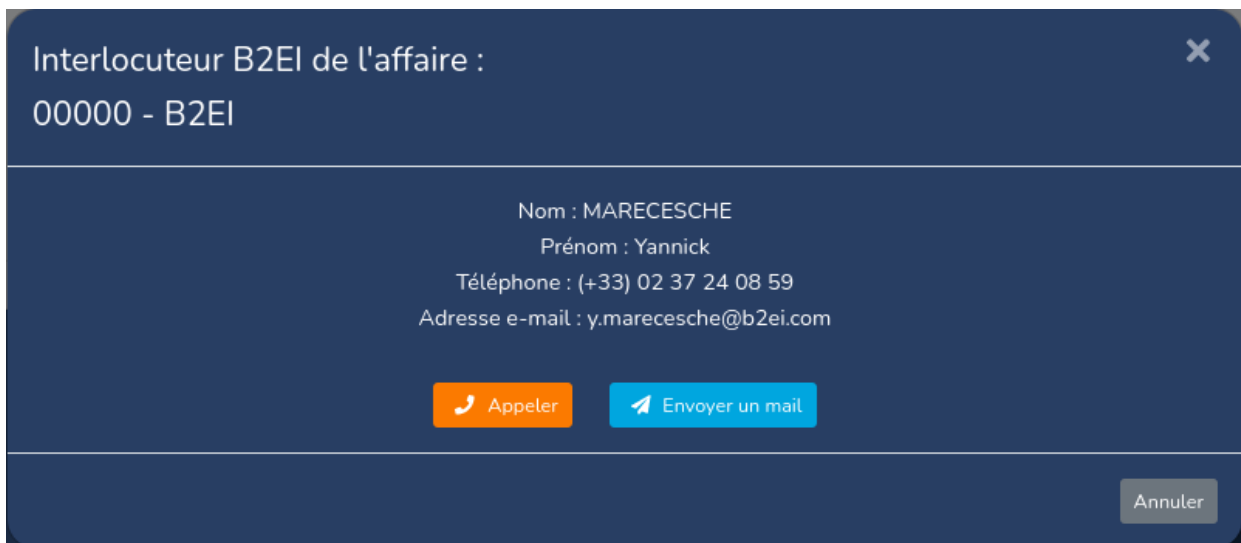 Interlocuteur B2EI de l'affaire :
00000 - B2EI
Nom : MARECESCHE
Prénom : Yannick
Téléphone : (+33) 02 37 24 08 59
Adresse e-mail : y.marecesche@b2ei.com
Appeler
Envoyer un mail
Annuler